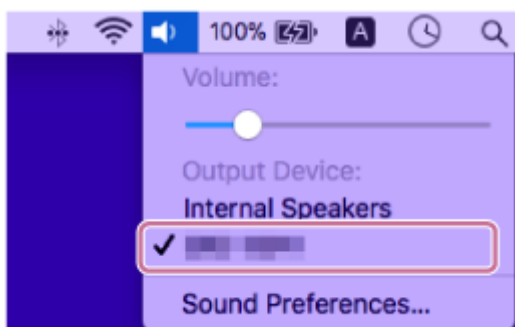 100% A
Volume:
Output Device:
Internal Speakers
Sound Preferences...